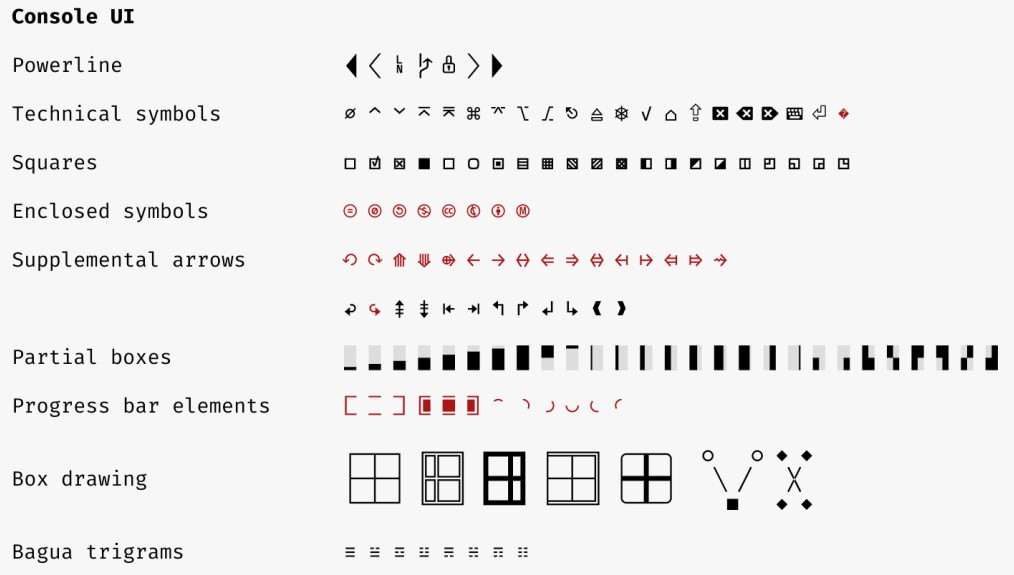 Console UI
Powerline
Technical symbols
Squares
Enclosed symbols
Supplemental arrows
Partial boxes
Progress bar elements
Box drawing
Bagua trigrams ☰ ☱ ☲ ☳ ☴ ☵ ☶ ☷